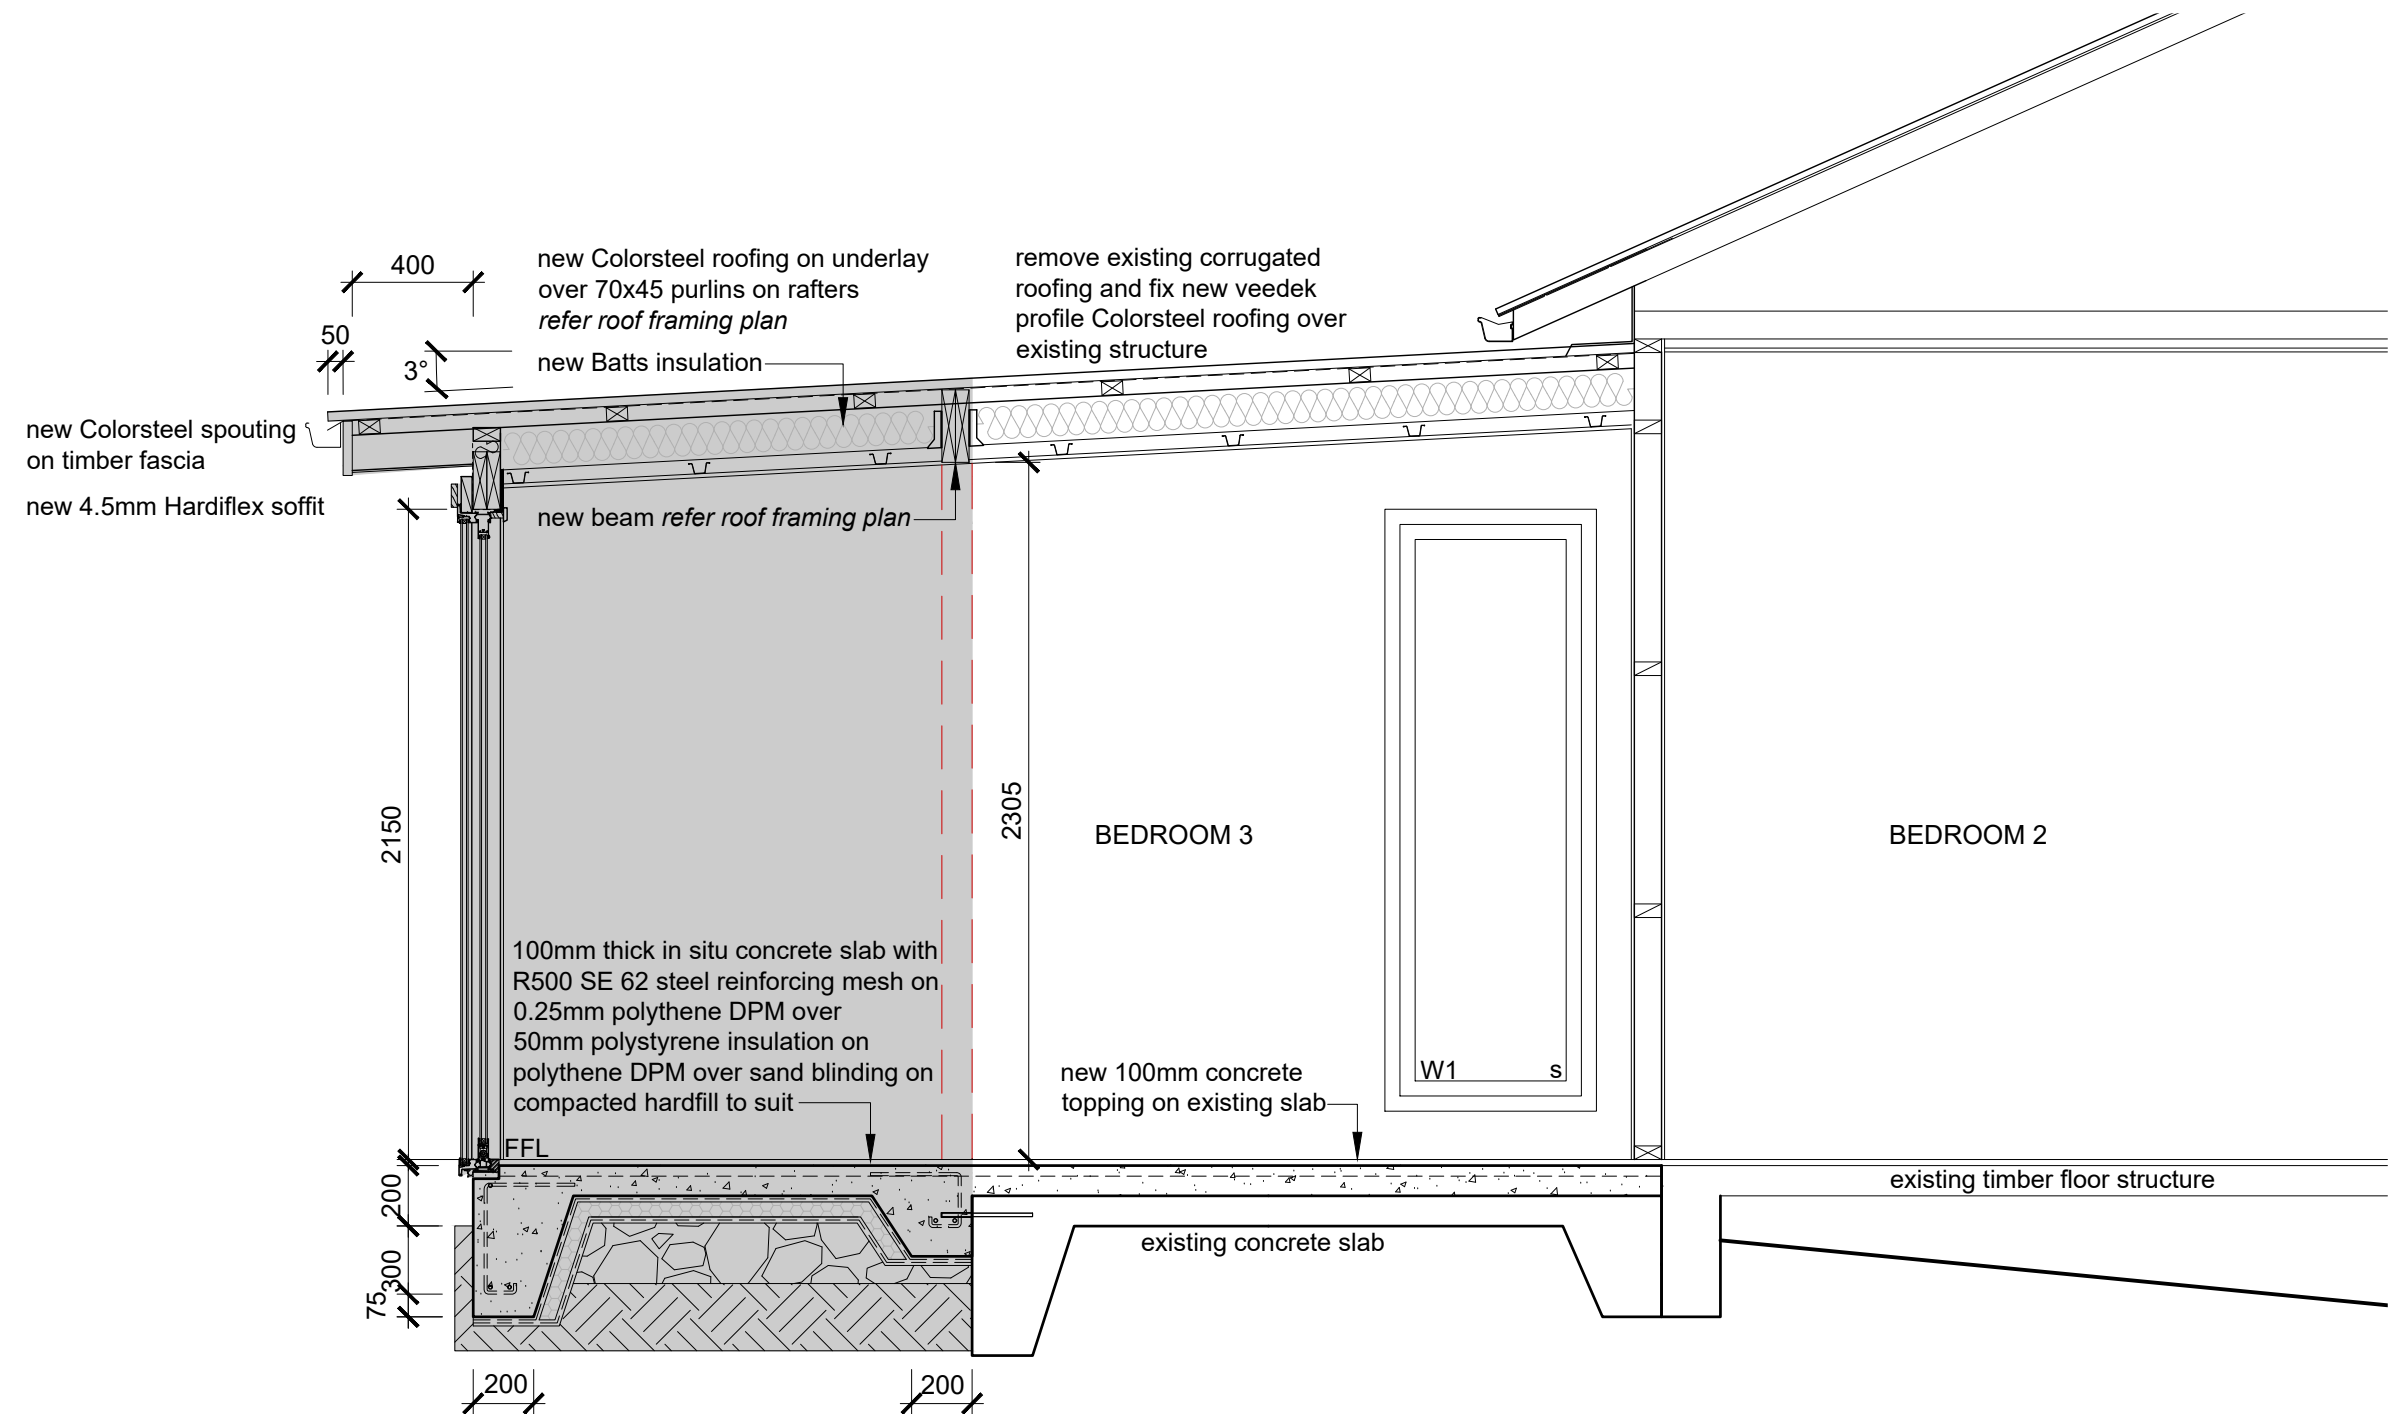 400
new Colorsteel roofing on underlay
over 70x45 purlins on rafters
refer roof framing plan
remove existing corrugated
roofing and fix new veedek
profile Colorsteel roofing over
existing structure
50
3°
new Batts insulation
new Colorsteel spouting
on timber fascia
new 4.5mm Hardiflex soffit
new beam refer roof framing plan
2150
2305
BEDROOM 3
BEDROOM 2
100mm thick in situ concrete slab with
R500 SE 62 steel reinforcing mesh on
0.25mm polythene DPM over
50mm polystyrene insulation on
polythene DPM over sand blinding on
compacted hardfill to suit
new 100mm concrete
topping on existing slab
W1 s
FFL
200
existing timber floor structure
existing concrete slab
300
75
200
200